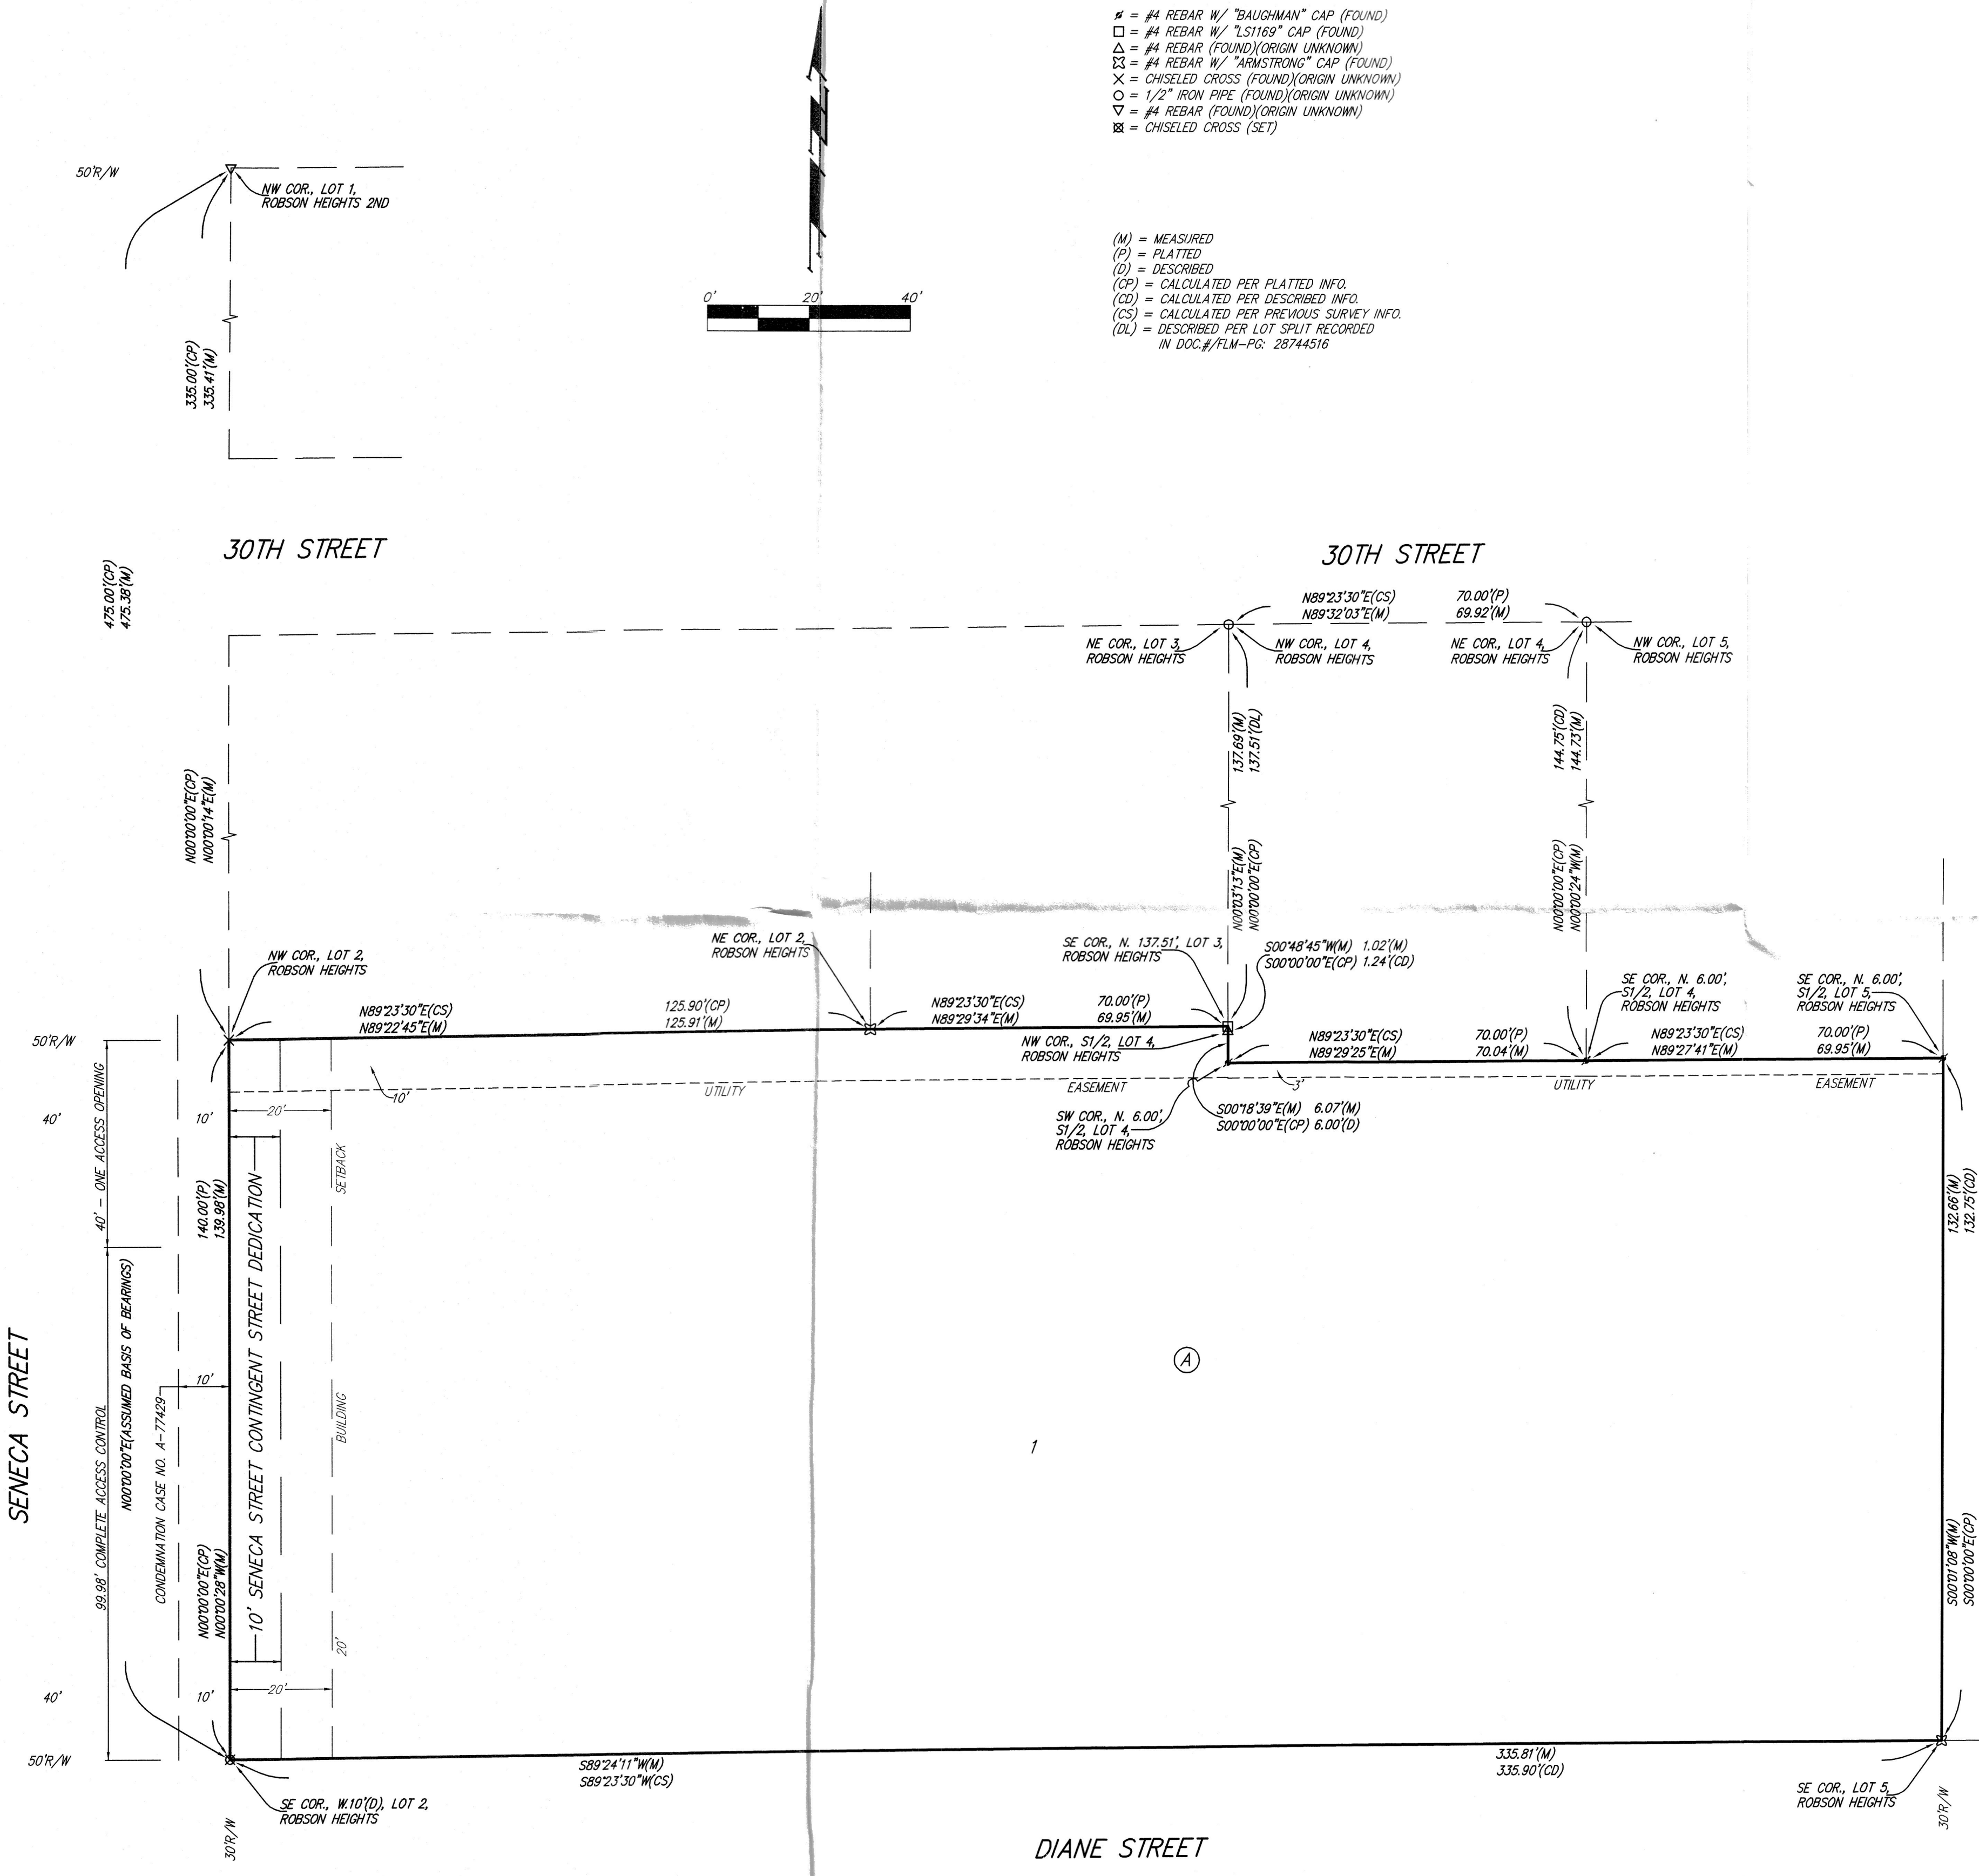 = #4 REBAR W/ "BAUGHMAN" CAP (FOUND)
= #4 REBAR W/ "LS1169" CAP (FOUND)
= #4 REBAR (FOUND)(ORIGIN UNKNOWN)
= #4 REBAR W/ "ARMSTRONG" CAP (FOUND)
= CHISELED CROSS (FOUND)(ORIGIN UNKNOWN)
= 1/2" IRON PIPE (FOUND)(ORIGIN UNKNOWN)
= #4 REBAR (FOUND)(ORIGIN UNKNOWN)
= CHISELED CROSS (SET)
50'R/W
NW COR., LOT 1,
ROBSON HEIGHTS 2ND
(M) = MEASURED
(P) = PLATTED
(D) = DESCRIBED
(CP) = CALCULATED PER PLATTED INFO.
(CD) = CALCULATED PER DESCRIBED INFO.
(CS) = CALCULATED PER PREVIOUS SURVEY INFO.
(DL) = DESCRIBED PER LOT SPLIT RECORDED
IN DOC.#/FLM-PG: 28744516
0' 20' 40'
335.00'(CP)
335.41'(M)
30TH STREET
30TH STREET
475.00'(CP)
475.38'(M)
N89°23'30"E(CS) 70.00'(P)
N89°32'03"E(M) 69.92'(M)
NE COR., LOT 3,
ROBSON HEIGHTS
NW COR., LOT 4,
ROBSON HEIGHTS
NE COR., LOT 4,
ROBSON HEIGHTS
NW COR., LOT 5,
ROBSON HEIGHTS
137.69'(M)
137.51'(DL)
144.75'(CD)
144.73'(M)
N00°00'00"E(CP)
N00°00'14"E(M)
N00°03'13"E(M)
N00°00'00"E(CP)
N00°00'00"E(CP)
N00°00'24"W(M)
NW COR., LOT 2,
ROBSON HEIGHTS
NE COR., LOT 2,
ROBSON HEIGHTS
SE COR., N. 137.51', LOT 3,
ROBSON HEIGHTS
S00°48'45"W(M) 1.02'(M)
S00°00'00"E(CP) 1.24'(CD)
SE COR., N. 6.00',
S1/2, LOT 4,
ROBSON HEIGHTS
SE COR., N. 6.00',
S1/2, LOT 5,
ROBSON HEIGHTS
N89°23'30"E(CS) 125.90'(CP)
N89°22'45"E(M) 125.91'(M)
N89°23'30"E(CS) 70.00'(P)
N89°29'34"E(M) 69.95'(M)
NW COR., S1/2, LOT 4,
ROBSON HEIGHTS
N89°23'30"E(CS) 70.00'(P)
N89°29'25"E(M) 70.04'(M)
N89°23'30"E(CS) 70.00'(P)
N89°27'41"E(M) 69.95'(M)
50'R/W
10'
UTILITY
EASEMENT
3'
UTILITY
EASEMENT
40'
10'
20'
SW COR., N. 6.00',
S1/2, LOT 4,
ROBSON HEIGHTS
S00°18'39"E(M) 6.07'(M)
S00°00'00"E(CP) 6.00'(D)
40' - ONE ACCESS OPENING
140.00'(P)
139.98'(M)
SETBACK
132.66'(M)
132.75'(CD)
SENECA STREET
99.98' COMPLETE ACCESS CONTROL
N00°00'00"E(ASSUMED BASIS OF BEARINGS)
CONDEMNATION CASE NO. A-77429
10'
10' SENECA STREET CONTINGENT STREET DEDICATION
BUILDING
A
1
N00°00'00"E(CP)
N00°00'28"W(M)
20'
S00°01'08"W(M)
S00°00'00"E(CP)
40'
10'
20'
50'R/W
S89°24'11"W(M)
S89°23'30"W(CS)
335.81'(M)
335.90'(CD)
SE COR., W.10'(D), LOT 2,
ROBSON HEIGHTS
SE COR., LOT 5,
ROBSON HEIGHTS
30'R/W
30'R/W
DIANE STREET